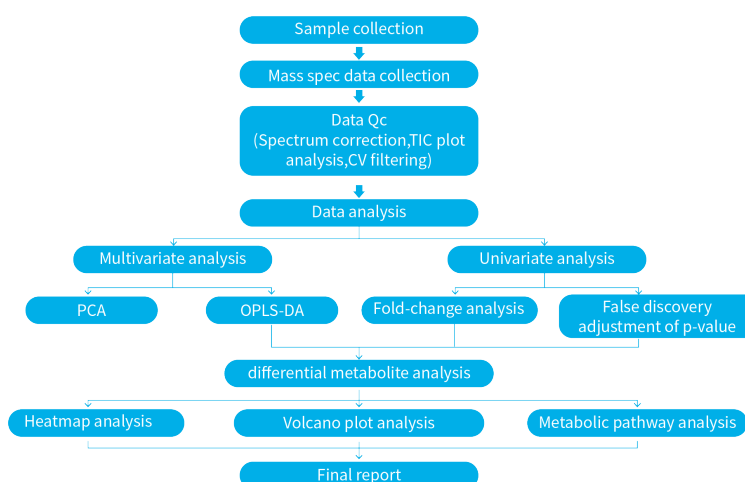 Sample collection
Mass spec data collection
Data Qc
(Spectrum correction,TIC plot
analysis,CV filtering)
Data analysis
Multivariate analysis
Univariate analysis
PCA
OPLS-DA
Fold-change analysis
False discovery
adjustment of p-value
differential metabolite analysis
Heatmap analysis
Volcano plot analysis
Metabolic pathway analysis
Final report